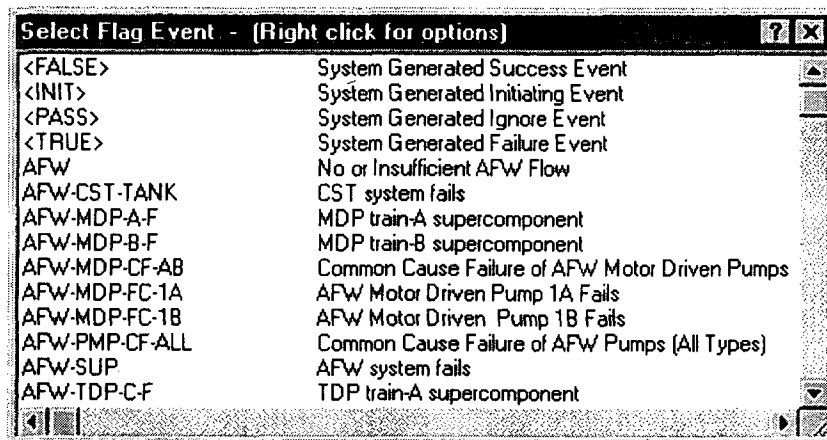 Select Flag Event - (Right click for options)
<FALSE> System Generated Success Event
<INIT> System Generated Initiating Event
<PASS> System Generated Ignore Event
<TRUE> System Generated Failure Event
AFW No or Insufficient AFW Flow
AFW-CST-TANK CST system fails
AFW-MDP-A-F MDP train-A supercomponent
AFW-MDP-B-F MDP train-B supercomponent
AFW-MDP-CF-AB Common Cause Failure of AFW Motor Driven Pumps
AFW-MDP-FC-1A AFW Motor Driven Pump 1A Fails
AFW-MDP-FC-1B AFW Motor Driven Pump 1B Fails
AFW-PMP-CF-ALL Common Cause Failure of AFW Pumps (All Types)
AFW-SUP AFW system fails
AFW-TDP-C-F TDP train-A supercomponent